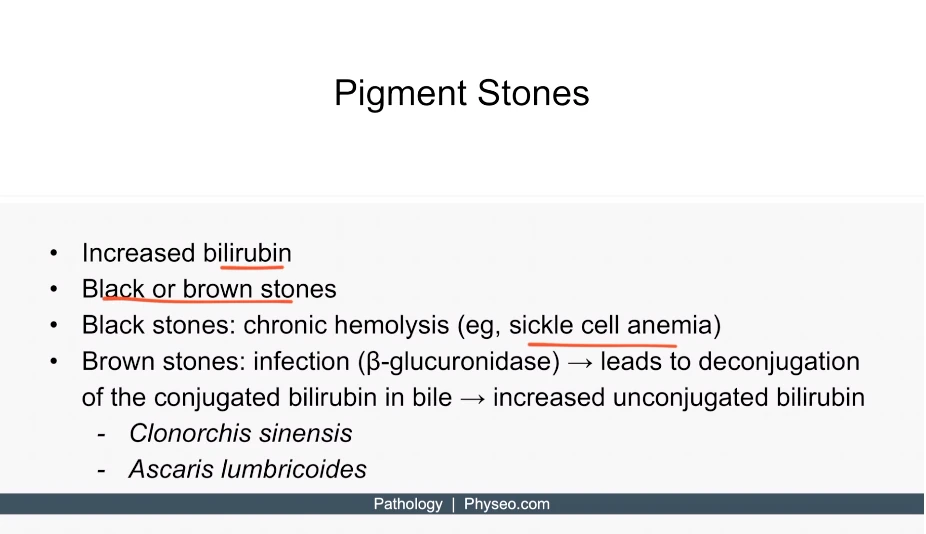 Pigment Stones
• Increased bilirubin
• Black or brown stones
• Black stones: chronic hemolysis (eg, sickle cell anemia)
• Brown stones: infection (β-glucuronidase) → leads to deconjugation
of the conjugated bilirubin in bile → increased unconjugated bilirubin
- Clonorchis sinensis
- Ascaris lumbricoides
Pathology | Physeo.com